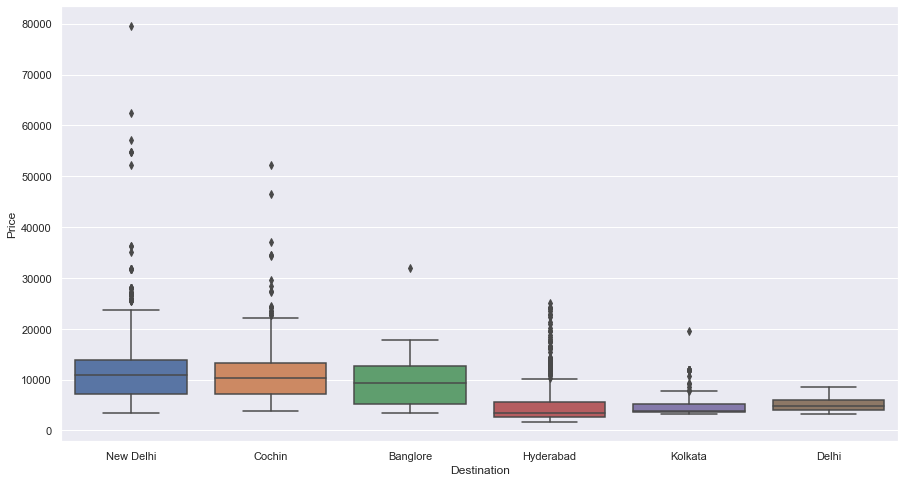 80000
70000
60000
50000
40000
30000
20000
10000
0
Price
New Delhi
Cochin
Banglore
Hyderabad
Kolkata
Delhi
Destination